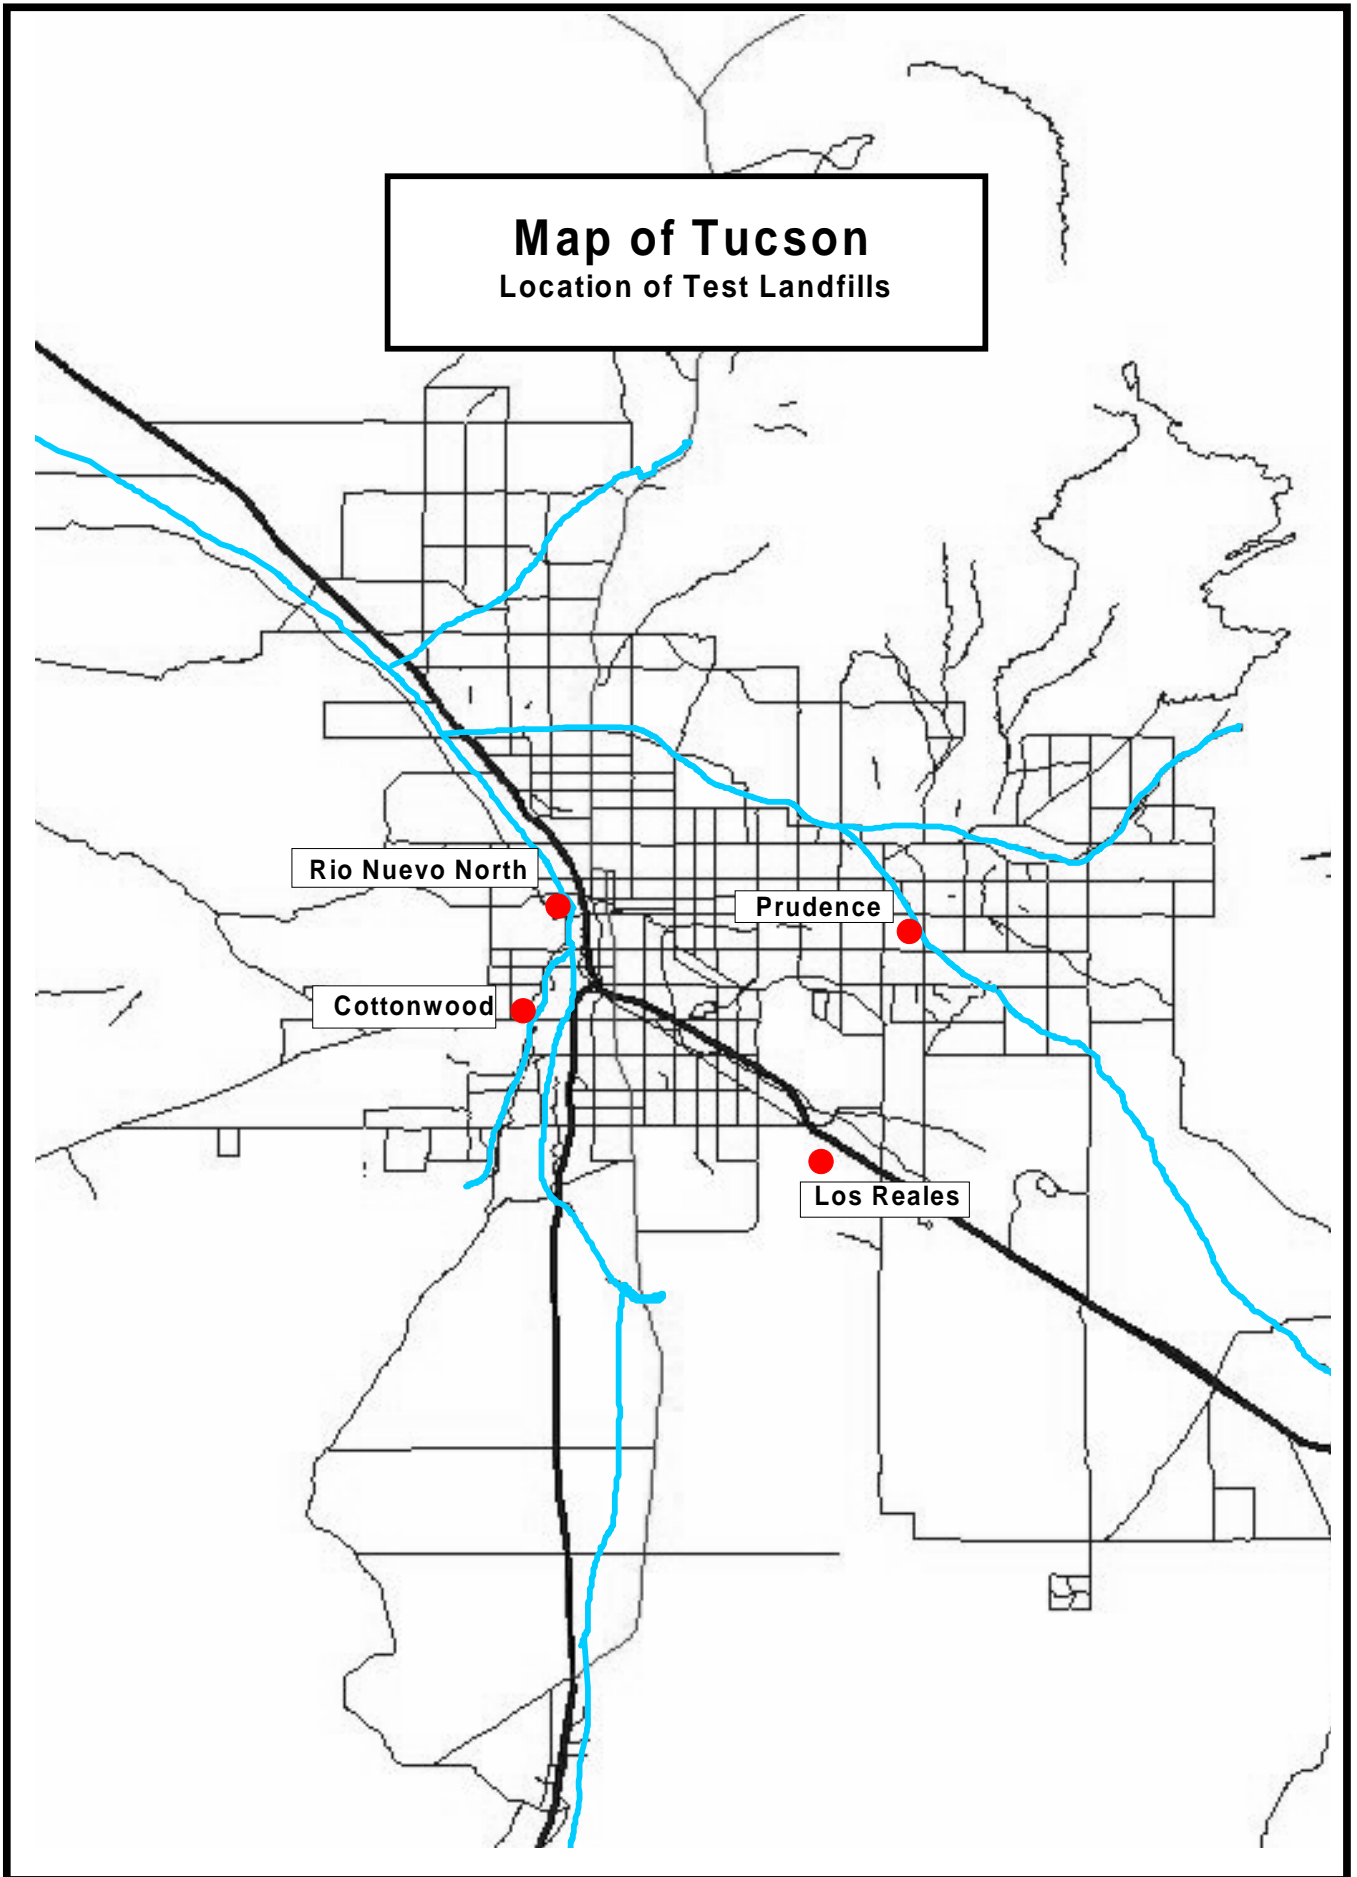 Map of Tucson
Location of Test Landfills
Rio Nuevo North
Prudence
Cottonwood
Los Reales